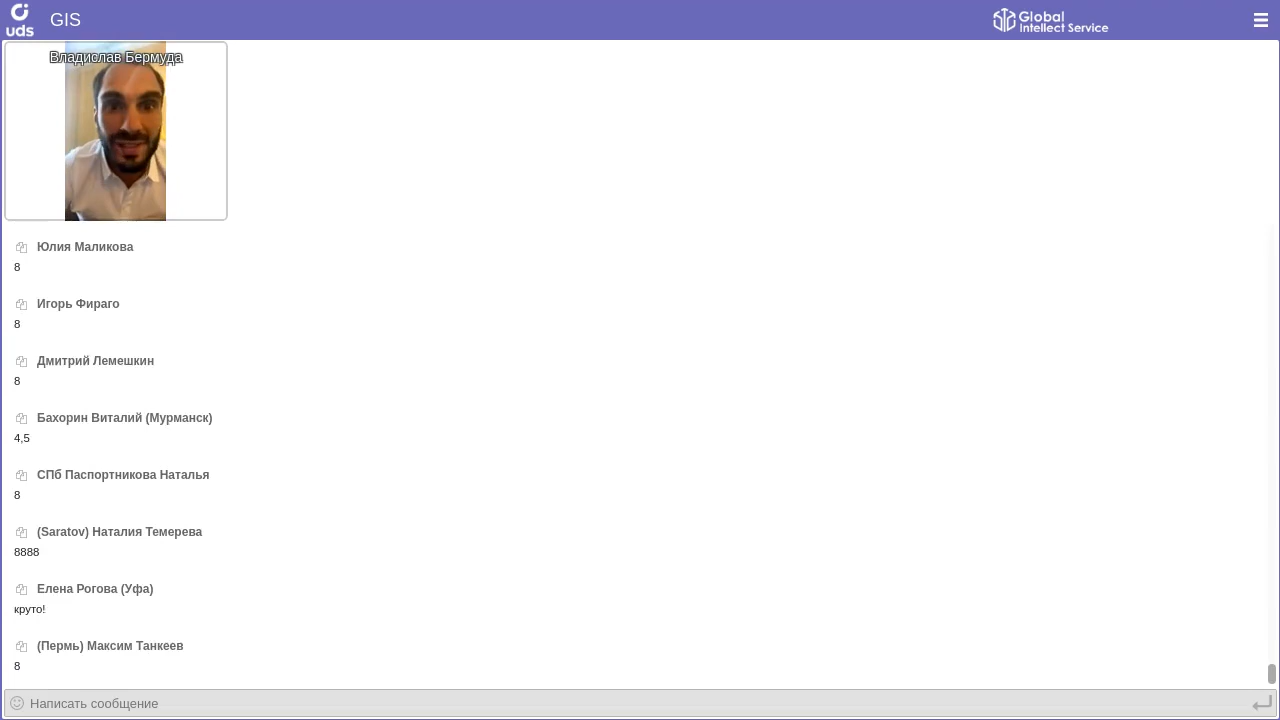 uds
GIS
Global
Intellect Service
Владислав Бермуда
Юлия Маликова
8
Игорь Фираго
8
Дмитрий Лемешкин
8
Бахорин Виталий (Мурманск)
4,5
СПб Паспортникова Наталья
8
(Saratov) Наталия Темерева
8888
Елена Рогова (Уфа)
круто!
(Пермь) Максим Танкеев
8
Написать сообщение